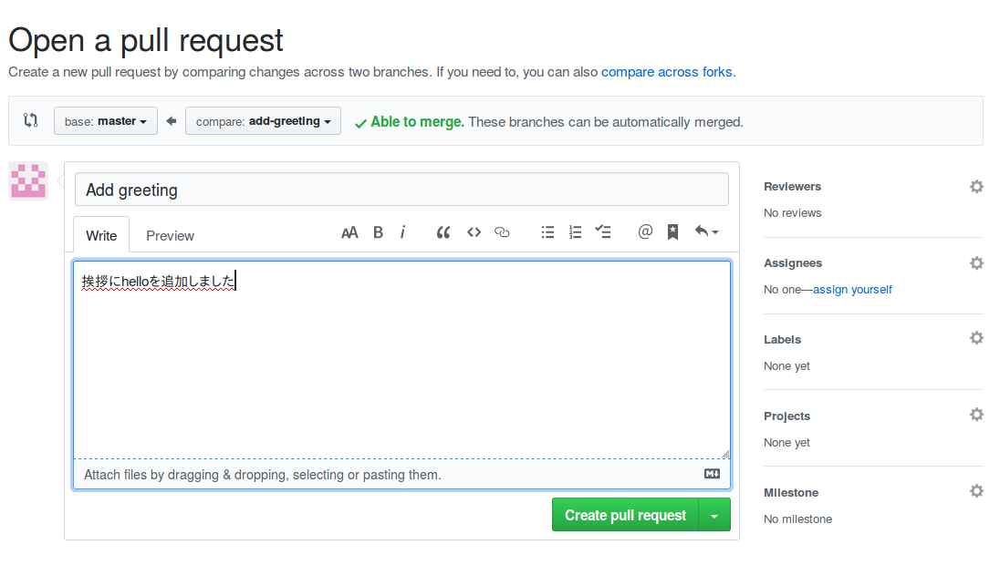 Open a pull request
Create a new pull request by comparing changes across two branches. If you need to, you can also compare across forks.
base: master
compare: add-greeting
Able to merge. These branches can be automatically merged.
Add greeting
Write
Preview
AA B i
@
挨拶にhelloを追加しました
Attach files by dragging & dropping, selecting or pasting them.
M
Create pull request
Reviewers
No reviews
Assignees
No one—assign yourself
Labels
None yet
Projects
None yet
Milestone
No milestone